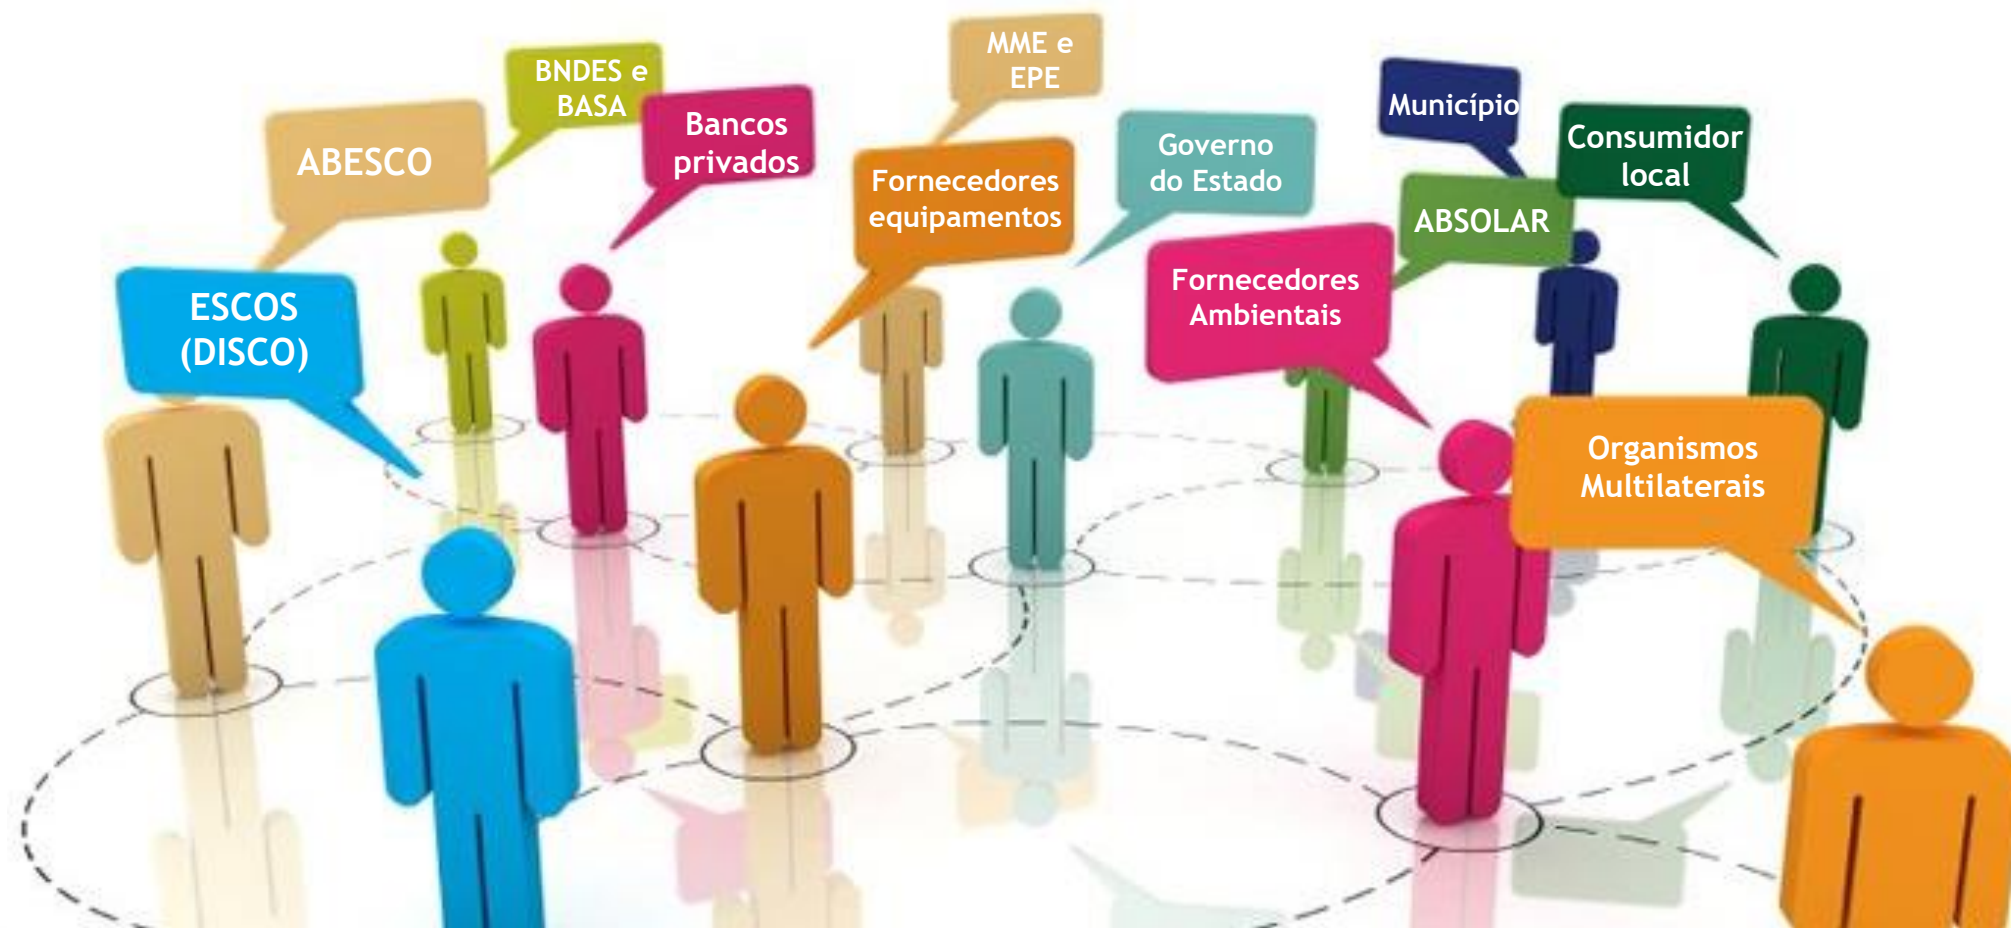 BNDES e
BASA
MME e
EPE
Município
Consumidor
local
ABESCO
Bancos
privados
Governo
do Estado
Fornecedores
equipamentos
ABSOLAR
ESCOS
(DISCO)
Fornecedores
Ambientais
Organismos
Multilaterais